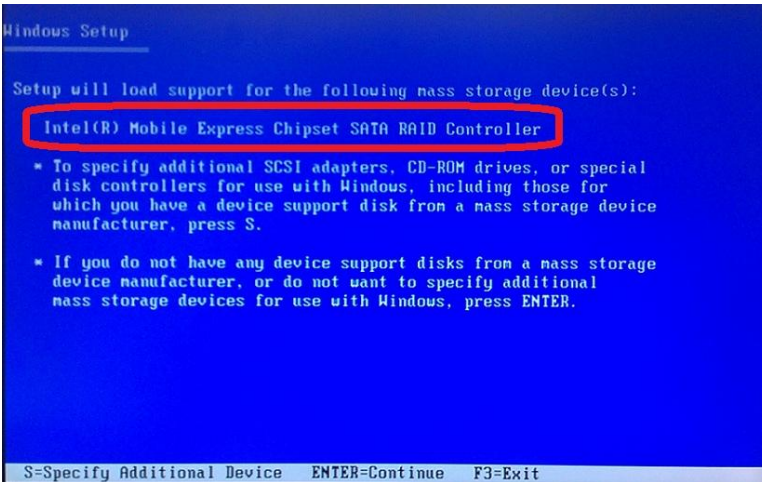 Windows Setup
Setup will load support for the following mass storage device(s):
Intel(R) Mobile Express Chipset SATA RAID Controller
* To specify additional SCSI adapters, CD-ROM drives, or special
disk controllers for use with Windows, including those for
which you have a device support disk from a mass storage device
manufacturer, press S.
* If you do not have any device support disks from a mass storage
device manufacturer, or do not want to specify additional
mass storage devices for use with Windows, press ENTER.
S=Specify Additional Device ENTER=Continue F3=Exit